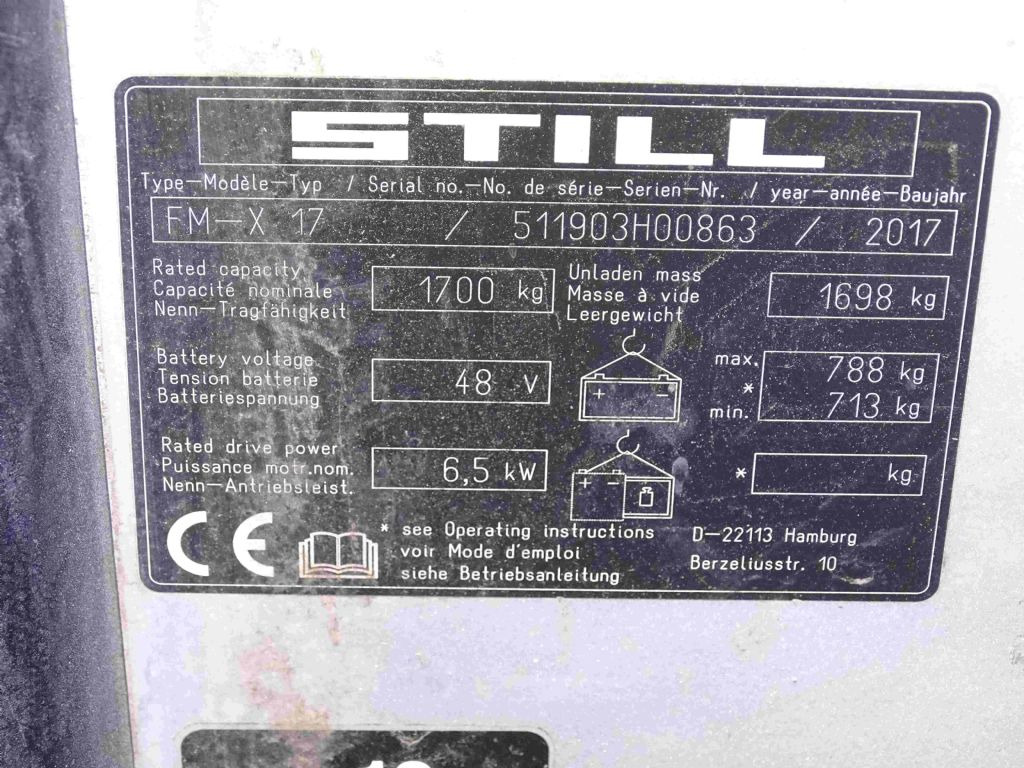 STILL
Type—Modèle—Typ / Serial no.—No. de série—Serien—Nr. / year—année—Baujahr
FM—X 17 / 511903H00863 / 2017
Rated capacity
Capacité nominale
Nenn—Tragfähigkeit
1700 kg
Unladen mass
Masse à vide
Leergewicht
1698 kg
Battery voltage
Tension batterie
Batteriespannung
48 V
+ −
max. 788 kg
*
min. 713 kg
Rated drive power
Puissance motr.nom.
Nenn—Antriebsleist.
6,5 kW
+ −
* kg
CE
* see Operating instructions
voir Mode d'emploi
siehe Betriebsanleitung
D—22113 Hamburg
Berzeliusstr. 10